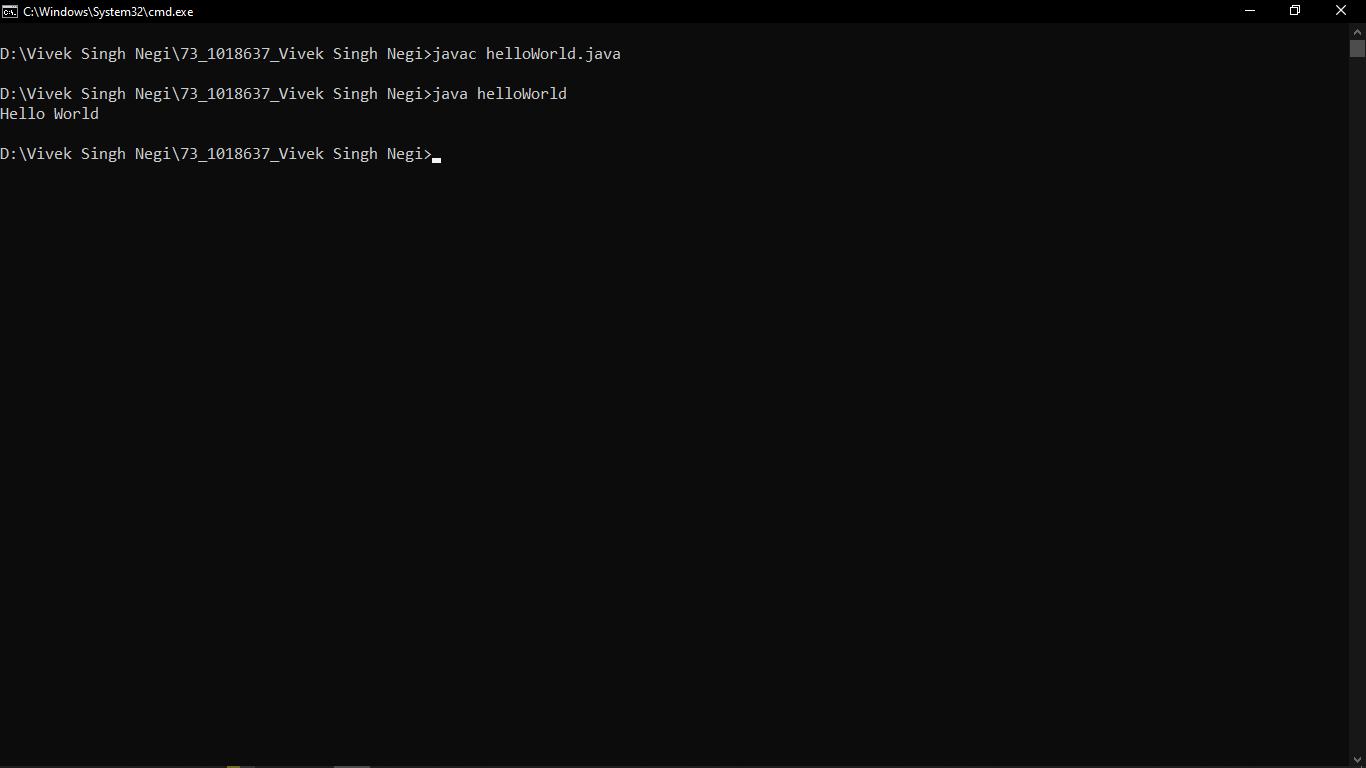 C:\Windows\System32\cmd.exe
D:\Vivek Singh Negi\73_1018637_Vivek Singh Negi>javac helloWorld.java
D:\Vivek Singh Negi\73_1018637_Vivek Singh Negi>java helloWorld
Hello World
D:\Vivek Singh Negi\73_1018637_Vivek Singh Negi>